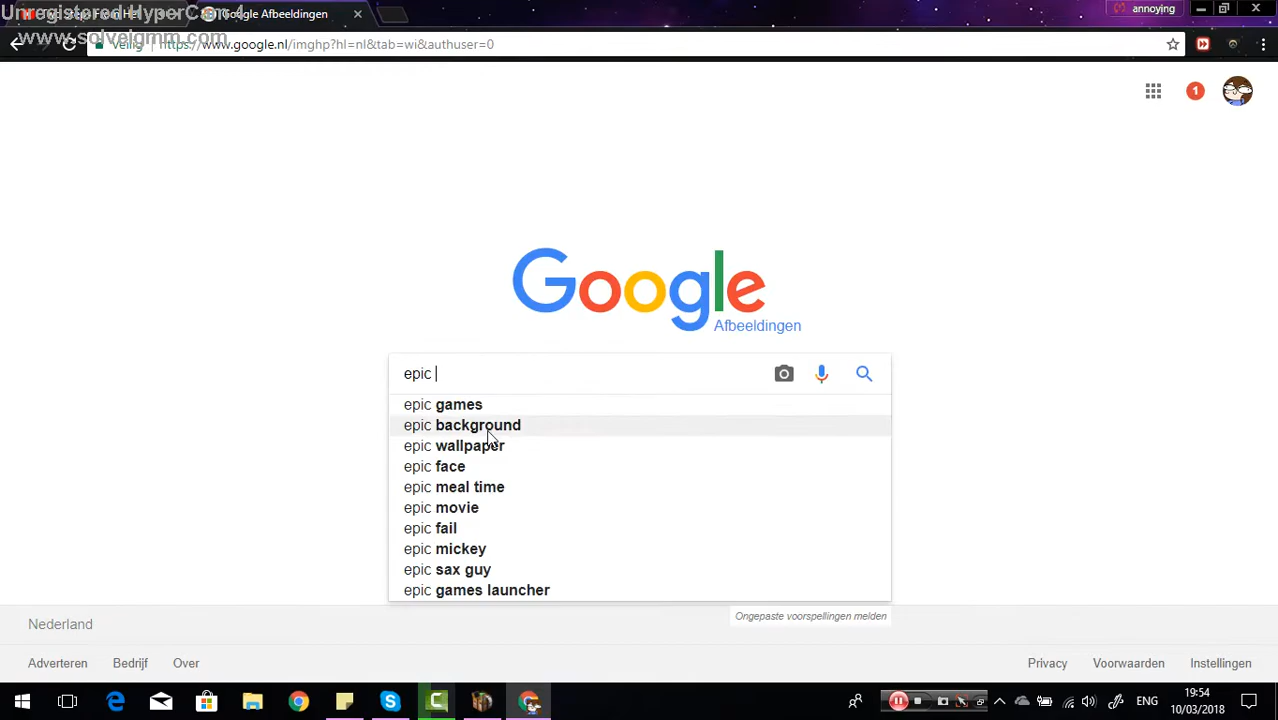 Unregistered HyperCam 4
Google Afbeeldingen
annoying
www.solveigmm.com
Veilig
https://www.google.nl/imghp?hl=nl&tab=wi&authuser=0
1
Google
Afbeeldingen
epic
epic games
epic background
epic wallpaper
epic face
epic meal time
epic movie
epic fail
epic mickey
epic sax guy
epic games launcher
Ongepaste voorspellingen melden
Nederland
Adverteren Bedrijf Over Privacy Voorwaarden Instellingen
ENG
19:54
10/03/2018